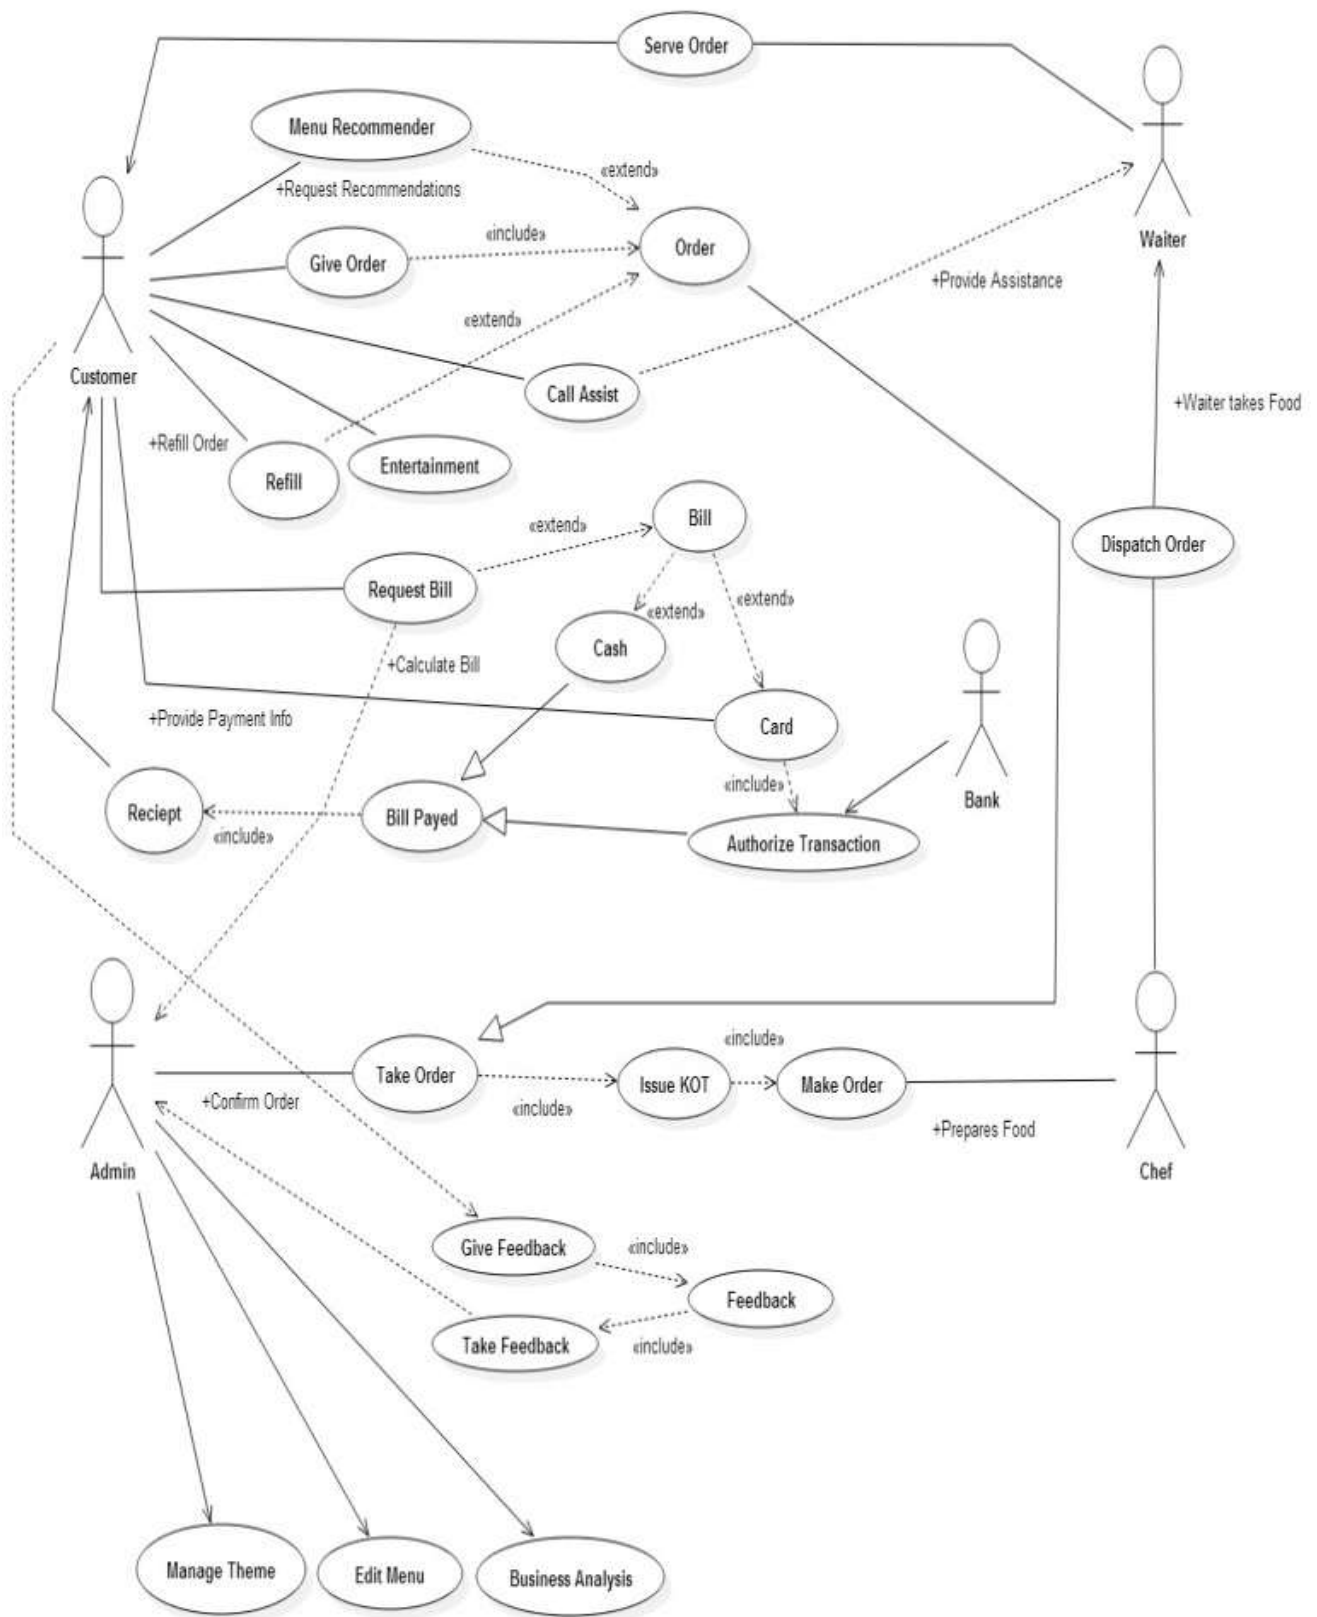 Serve Order
Menu Recommender
«extend»
+Request Recommendations
«include»
Order
Waiter
Give Order
+Provide Assistance
«extend»
Customer
Call Assist
+Waiter takes Food
+Refill Order
Entertainment
Refill
Bill
«extend»
Dispatch Order
Request Bill
«extend»
«extend»
Cash
+Calculate Bill
+Provide Payment Info
Card
«include»
Bank
Reciept
Bill Payed
«include»
Authorize Transaction
«include»
Take Order
Issue KOT
Make Order
+Confirm Order
«include»
+Prepares Food
Admin
Chef
Give Feedback
«include»
Feedback
Take Feedback
«include»
Manage Theme
Edit Menu
Business Analysis